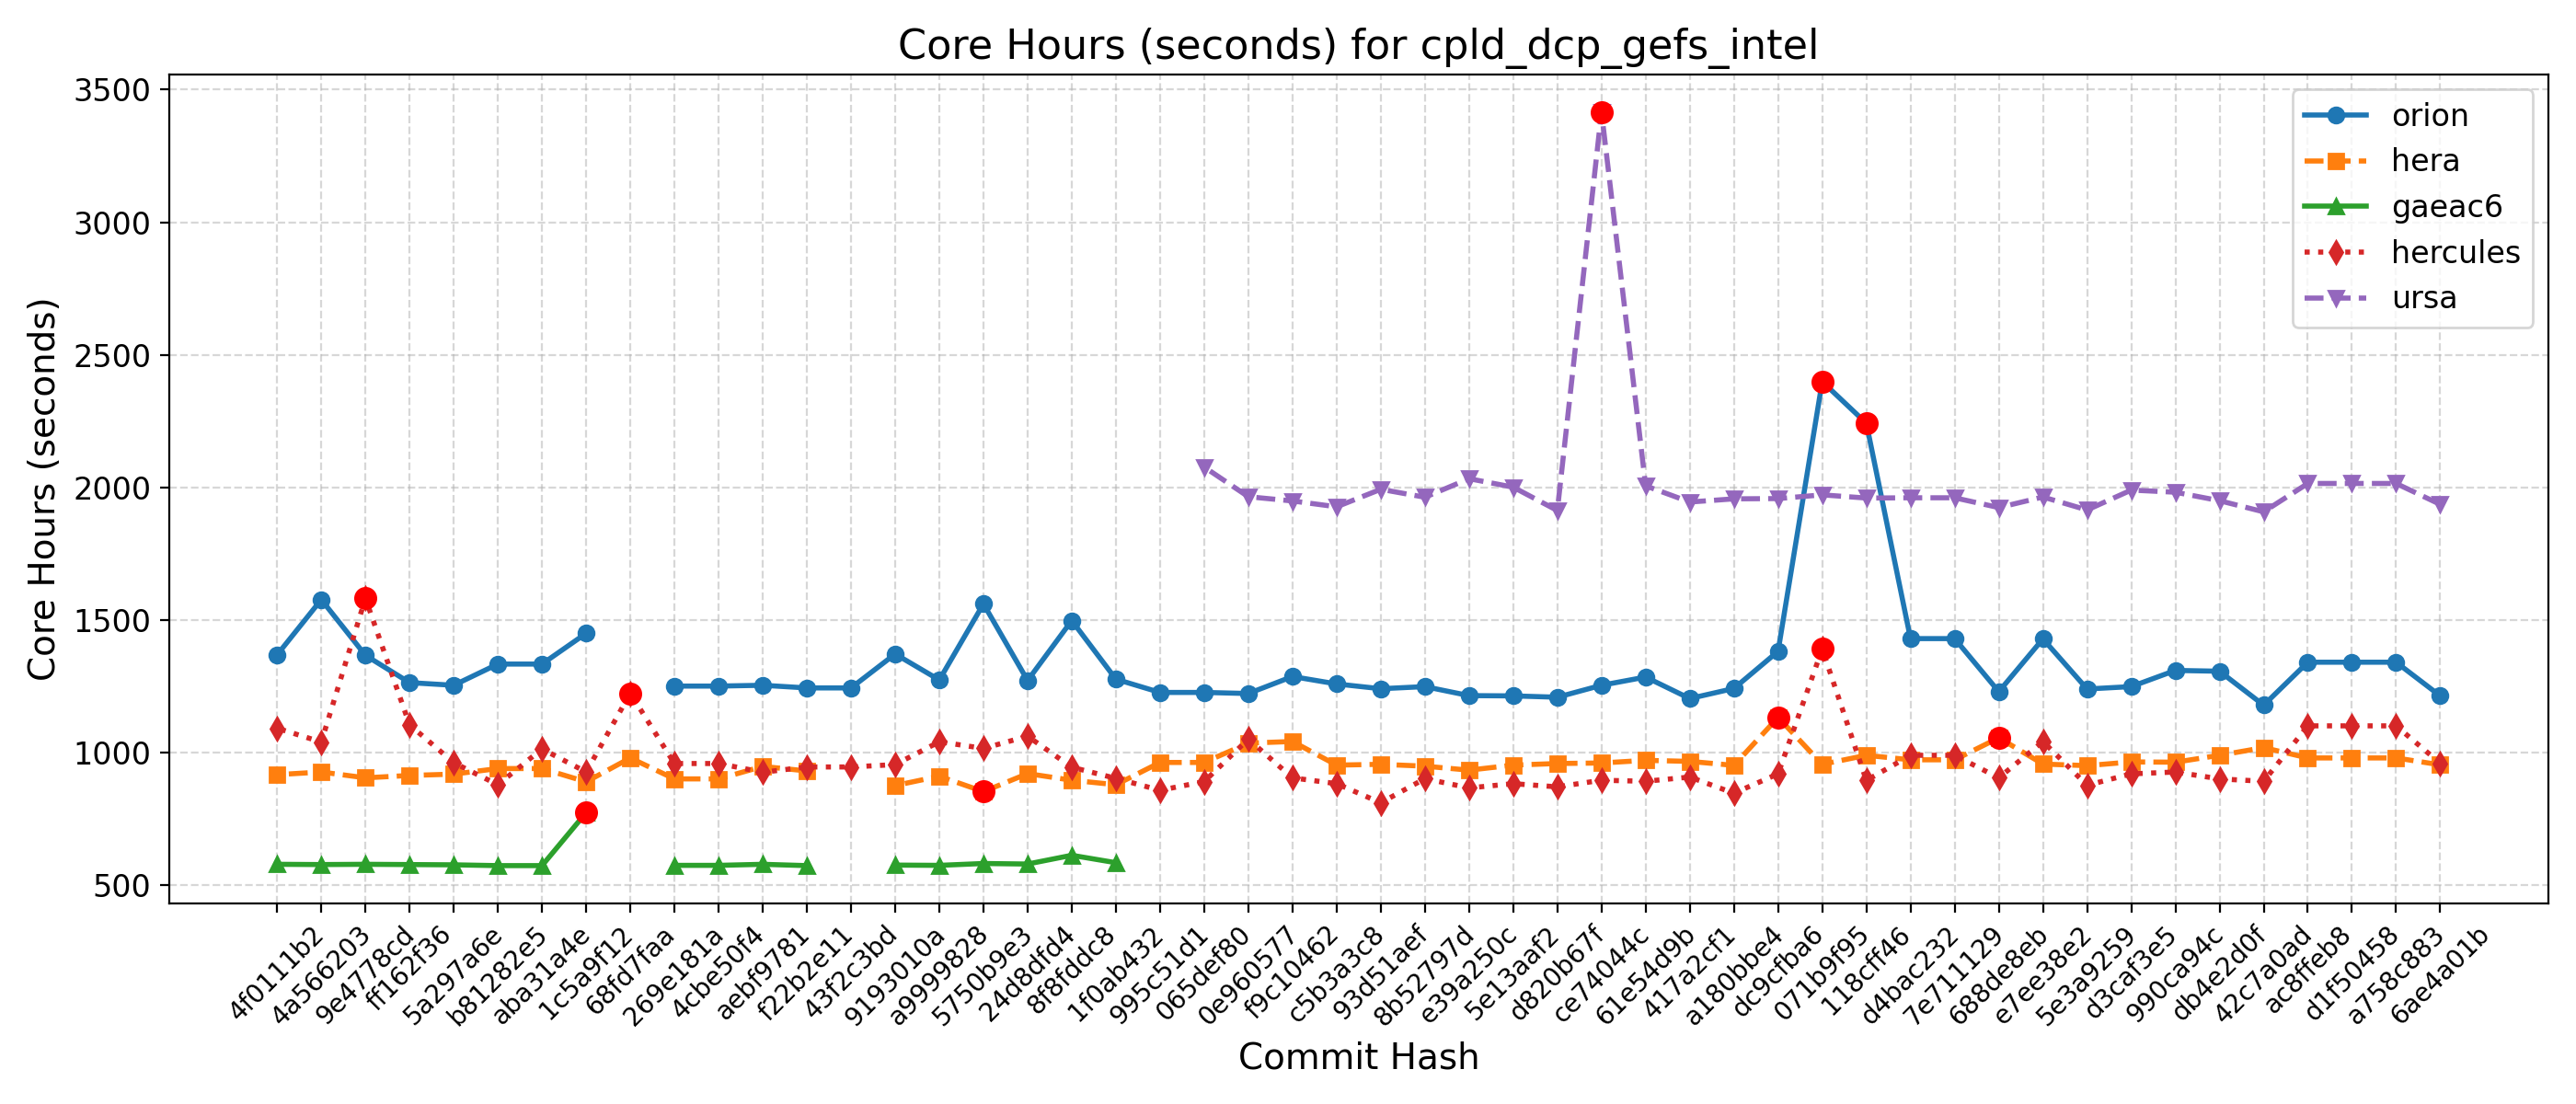 Core Hours (seconds) for cpld_dcp_gefs_intel
Core Hours (seconds)
3500
3000
2500
2000
1500
1000
500
orion
hera
gaeac6
hercules
ursa
4f0111b2
4a566203
9e4778cd
ff162f36
5a297a6e
b81282e5
aba31a4e
1c5a9f12
68fd7faa
269e181a
4cbe50f4
aebf9781
f22b2e11
43f2c3bd
9193010a
a9999828
5750b9e3
24d8dfd4
8f8fddc8
1f0ab432
995c51d1
065def80
0e960577
f9c10462
c5b3a3c8
93d51aef
8b52797d
e39a250c
5e13aaf2
d820b67f
ce74044c
61e54d9b
417a2cf1
a180bbe4
dc9cfba6
071b9f95
118cff46
d4bac232
7e711129
688de8eb
e7ee38e2
5e3a9259
d3caf3e5
990ca94c
db4e2d0f
42c7a0ad
ac8ffeb8
d1f50458
a758c883
6ae4a01b
Commit Hash